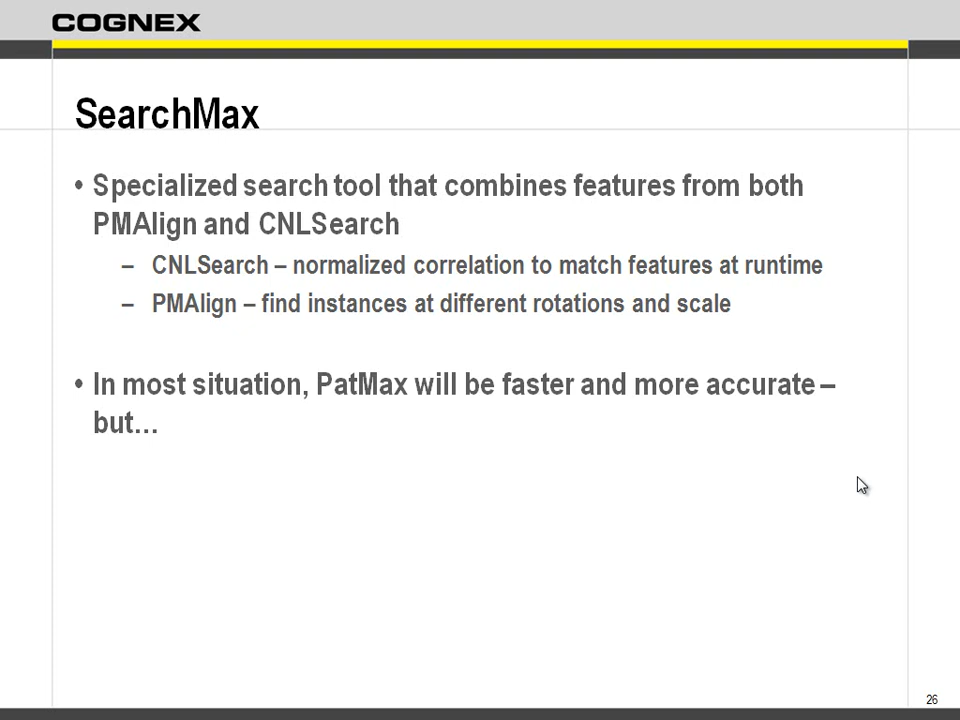 COGNEX
SearchMax
• Specialized search tool that combines features from both
PMAlign and CNLSearch
– CNLSearch – normalized correlation to match features at runtime
– PMAlign – find instances at different rotations and scale
• In most situation, PatMax will be faster and more accurate –
but…
26